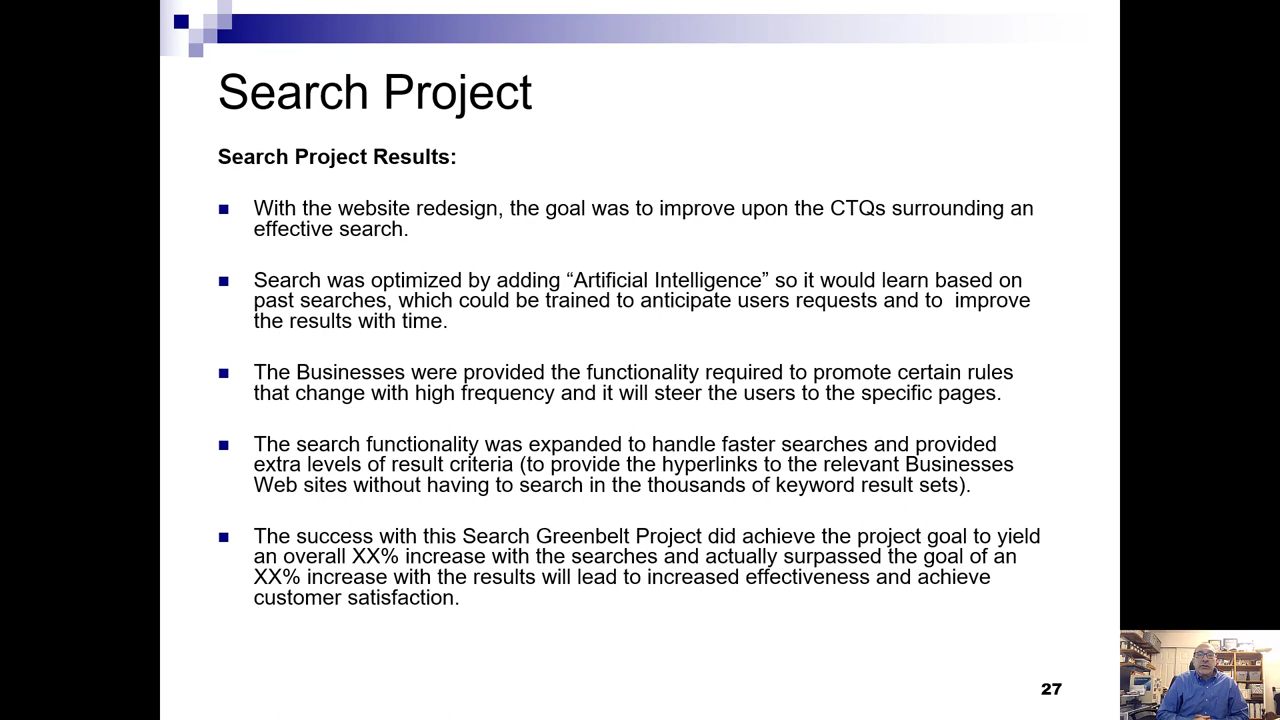 Search Project
Search Project Results:
With the website redesign, the goal was to improve upon the CTQs surrounding an
effective search.
Search was optimized by adding “Artificial Intelligence” so it would learn based on
past searches, which could be trained to anticipate users requests and to  improve
the results with time.
The Businesses were provided the functionality required to promote certain rules
that change with high frequency and it will steer the users to the specific pages.
The search functionality was expanded to handle faster searches and provided
extra levels of result criteria (to provide the hyperlinks to the relevant Businesses
Web sites without having to search in the thousands of keyword result sets).
The success with this Search Greenbelt Project did achieve the project goal to yield
an overall XX% increase with the searches and actually surpassed the goal of an
XX% increase with the results will lead to increased effectiveness and achieve
customer satisfaction.
27